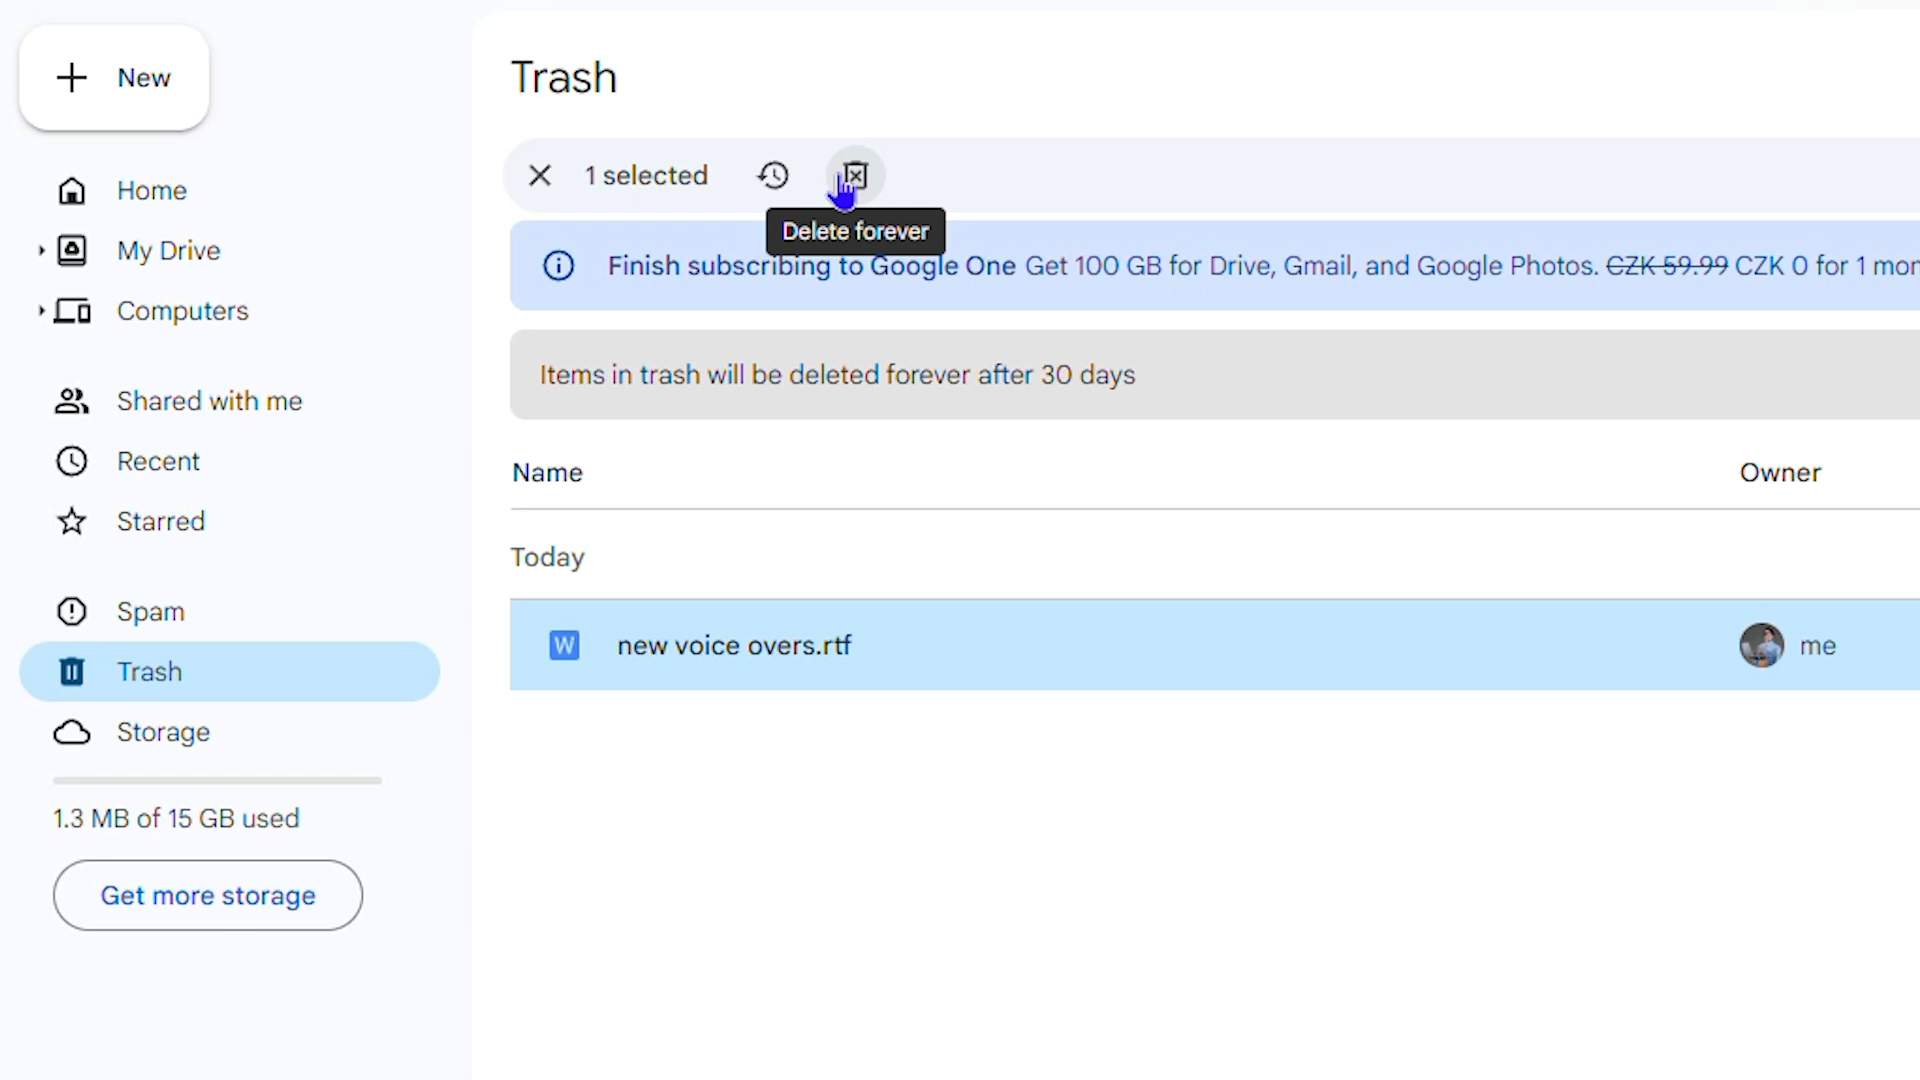 New
Home
My Drive
Computers
Shared with me
Recent
Starred
Spam
Trash
Storage
1.3 MB of 15 GB used
Get more storage
Trash
1 selected
Delete forever
Finish subscribing to Google One Get 100 GB for Drive, Gmail, and Google Photos. CZK 59.99 CZK 0 for 1 mon
Items in trash will be deleted forever after 30 days
Name Owner
Today
W new voice overs.rtf me